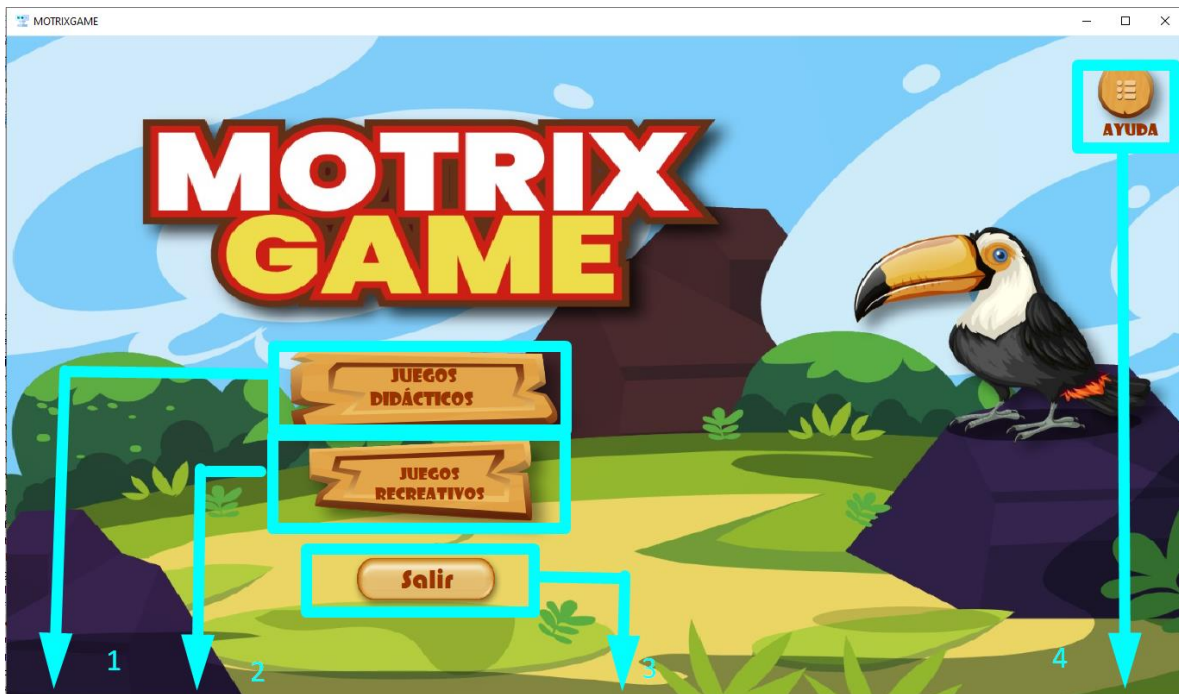 MOTRIXGAME
AYUDA
MOTRIX
GAME
JUEGOS
DIDÁCTICOS
JUEGOS
RECREATIVOS
Salir
1
2
3
4